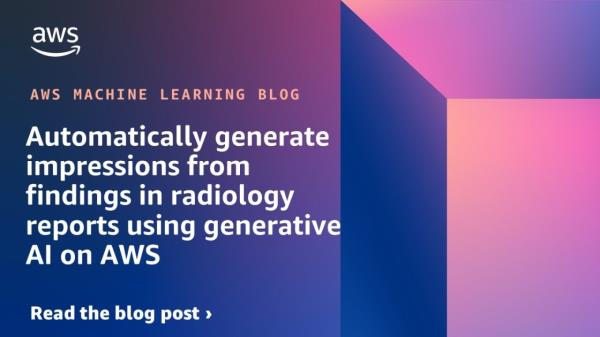 aws
AWS MACHINE LEARNING BLOG
Automatically generate
impressions from
findings in radiology
reports using generative
AI on AWS
Read the blog post ›